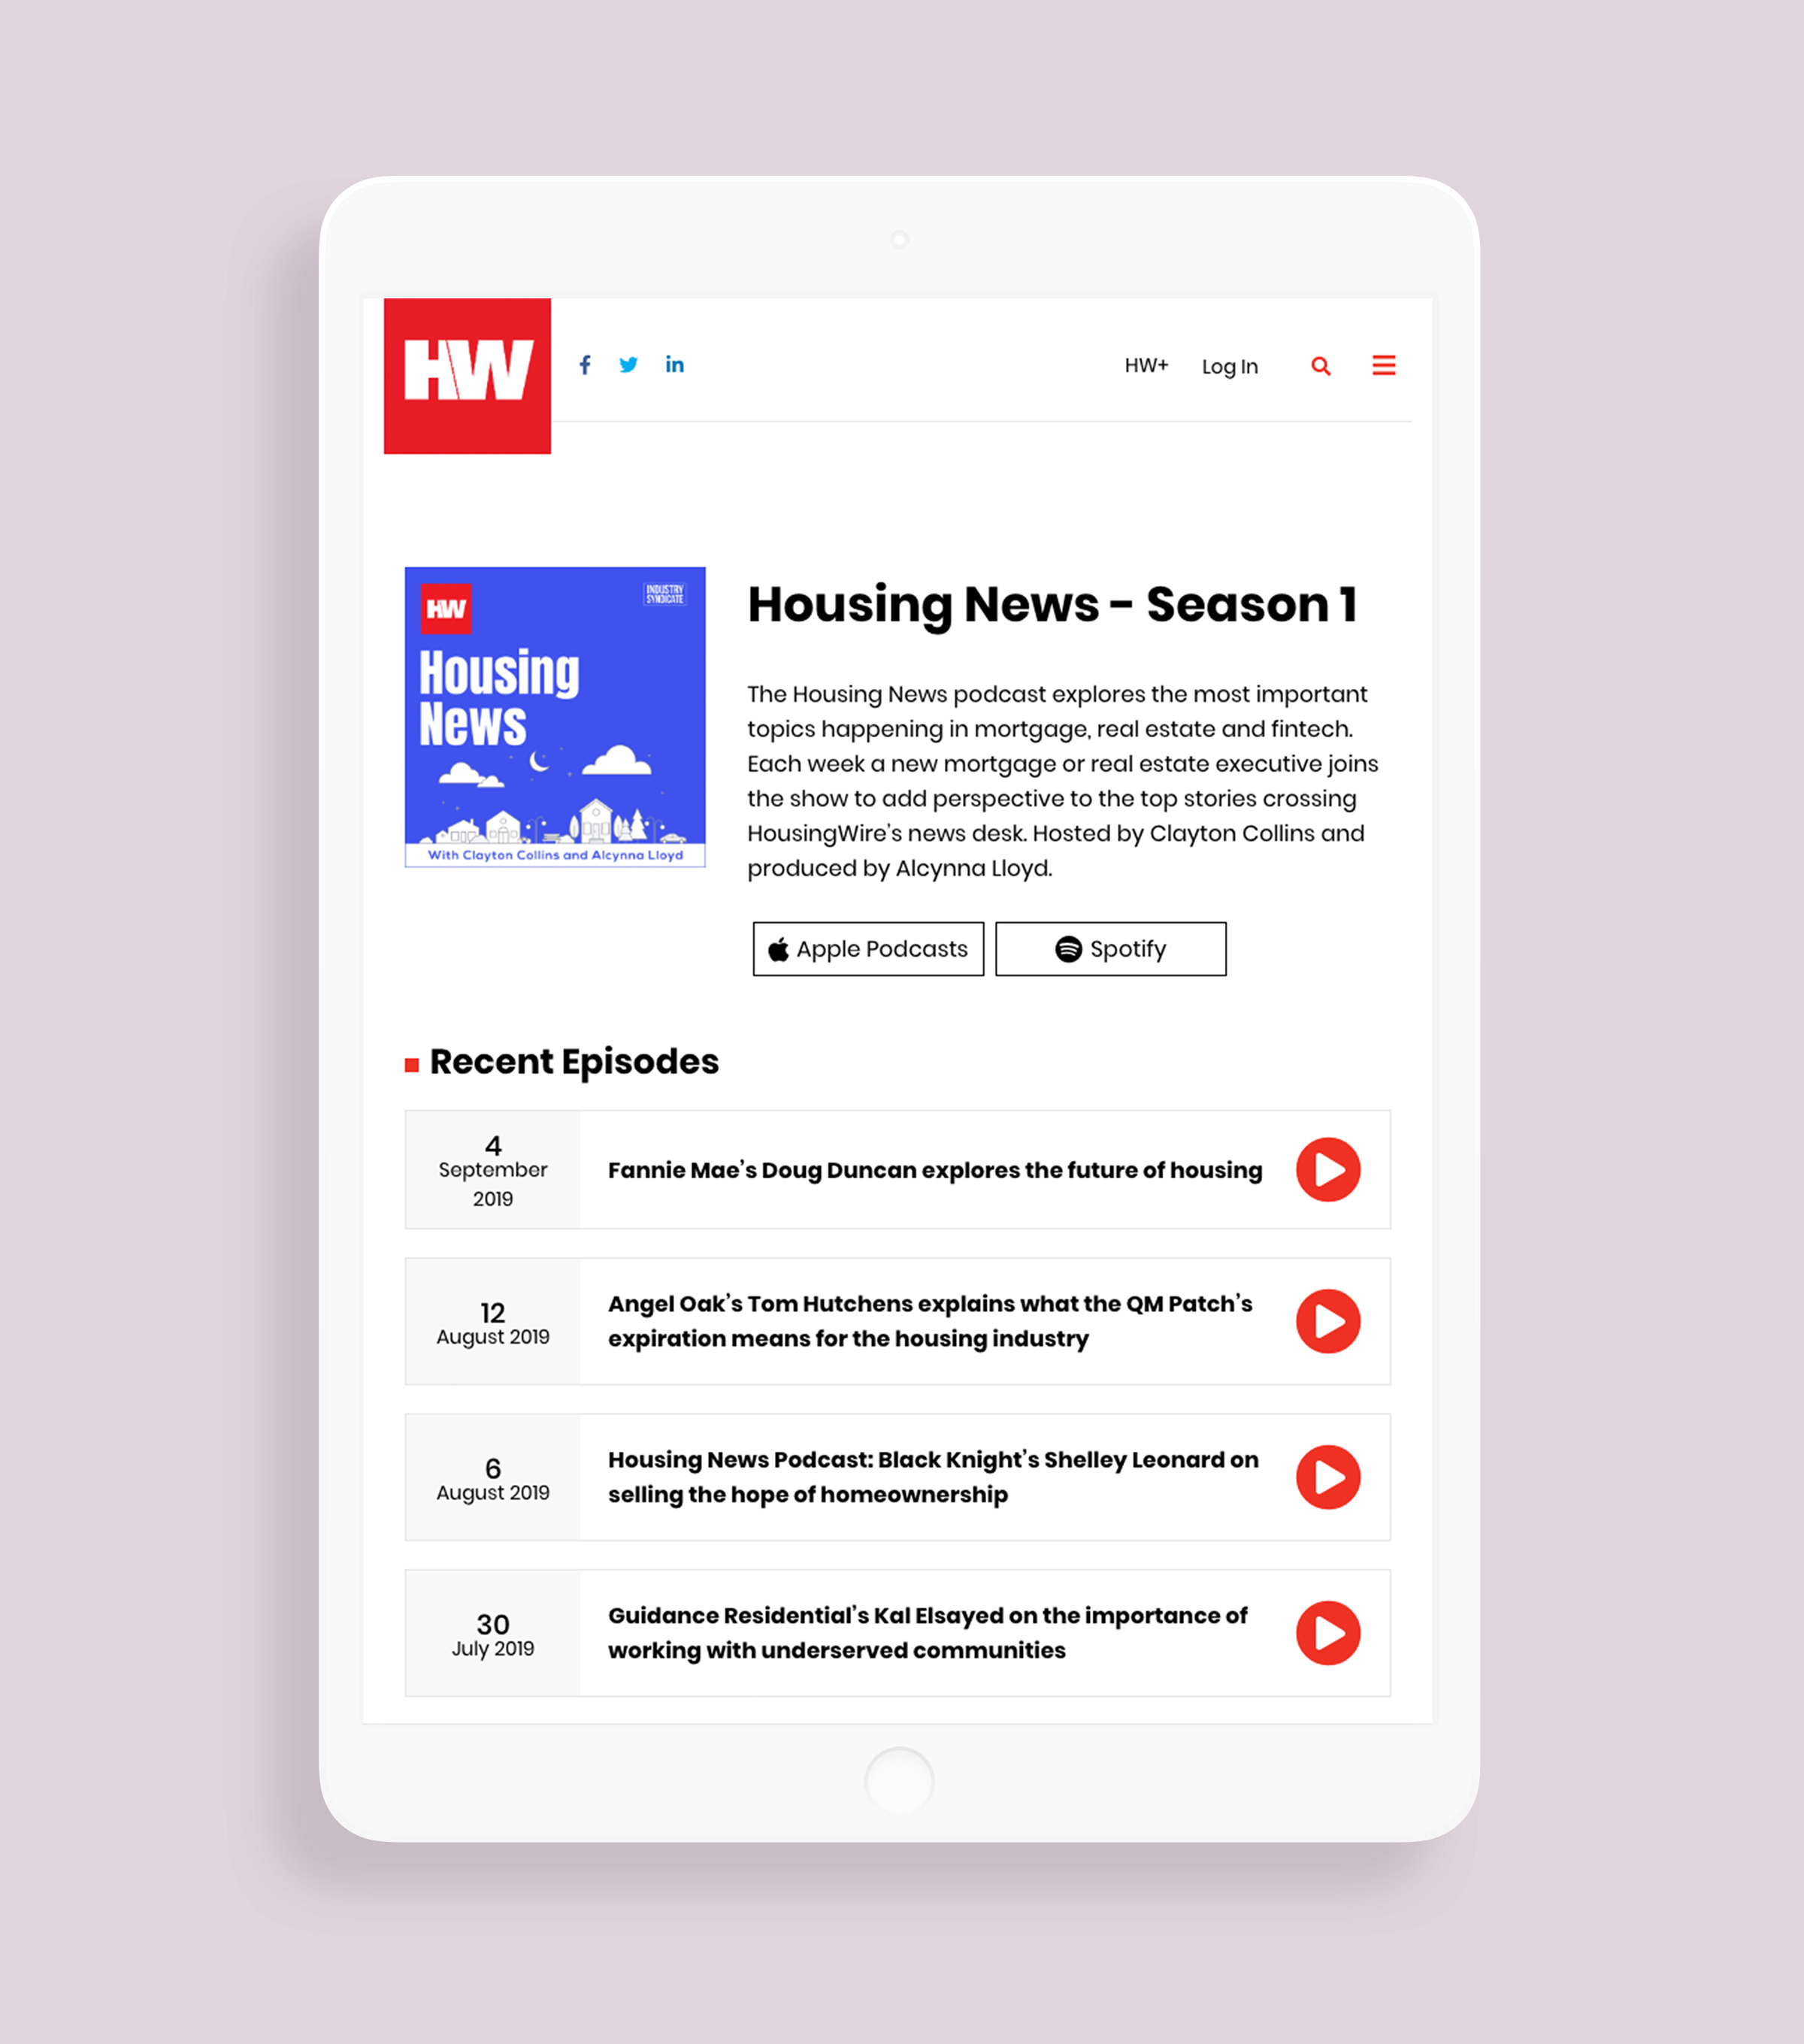 HW
HW+
Log In
HW
INDUSTRY
SYNDICATE
Housing
News
With Clayton Collins and Alcynna Lloyd
Housing News - Season 1
The Housing News podcast explores the most important
topics happening in mortgage, real estate and fintech.
Each week a new mortgage or real estate executive joins
the show to add perspective to the top stories crossing
HousingWire's news desk. Hosted by Clayton Collins and
produced by Alcynna Lloyd.
Apple Podcasts
Spotify
Recent Episodes
4
September
2019
Fannie Mae's Doug Duncan explores the future of housing
12
August 2019
Angel Oak's Tom Hutchens explains what the QM Patch's
expiration means for the housing industry
6
August 2019
Housing News Podcast: Black Knight's Shelley Leonard on
selling the hope of homeownership
30
July 2019
Guidance Residential's Kal Elsayed on the importance of
working with underserved communities